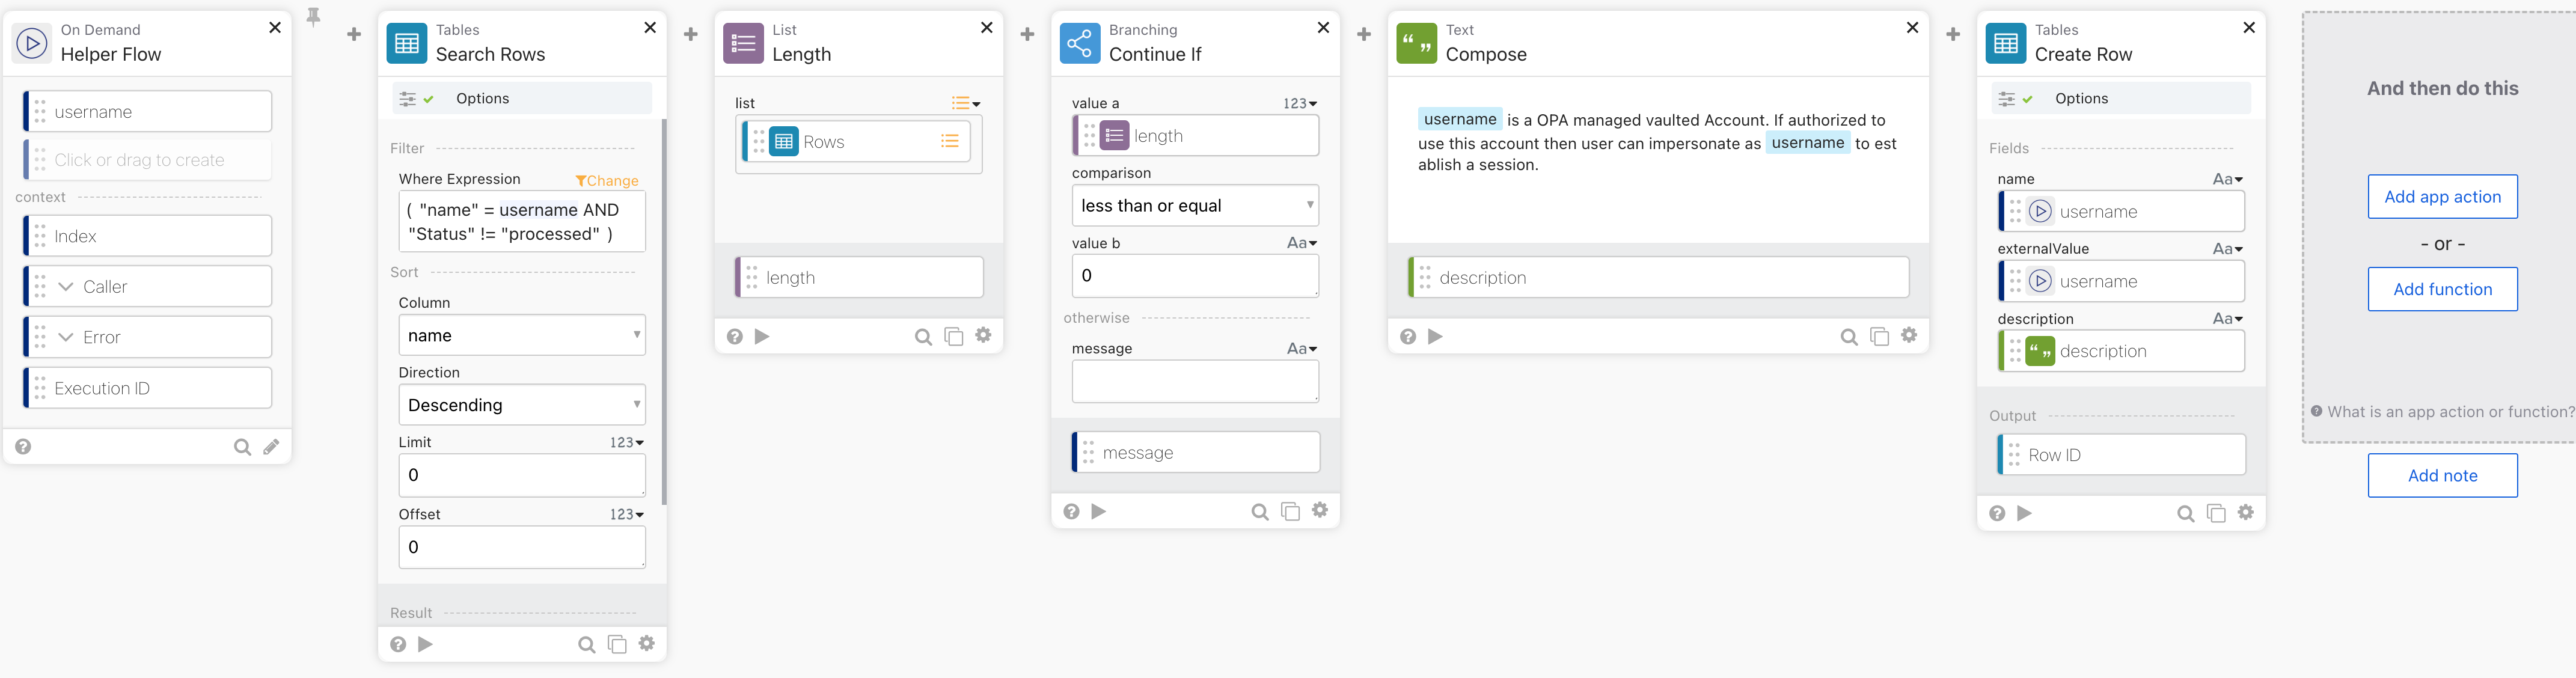 On Demand
Helper Flow
username
Click or drag to create
context
Index
Caller
Error
Execution ID
Tables
Search Rows
Options
Filter
Where Expression
Change
( "name" = username AND
"Status" != "processed" )
Sort
Column
name
Direction
Descending
Limit
123
0
Offset
123
0
Result
List
Length
list
Rows
length
Branching
Continue If
value a
123
length
comparison
less than or equal
value b
Aa
0
otherwise
message
Aa
message
Text
Compose
username is a OPA managed vaulted Account. If authorized to
use this account then user can impersonate as username to est
ablish a session.
description
Tables
Create Row
Options
Fields
name
Aa
username
externalValue
Aa
username
description
Aa
description
Output
Row ID
And then do this
Add app action
- or -
Add function
What is an app action or function?
Add note